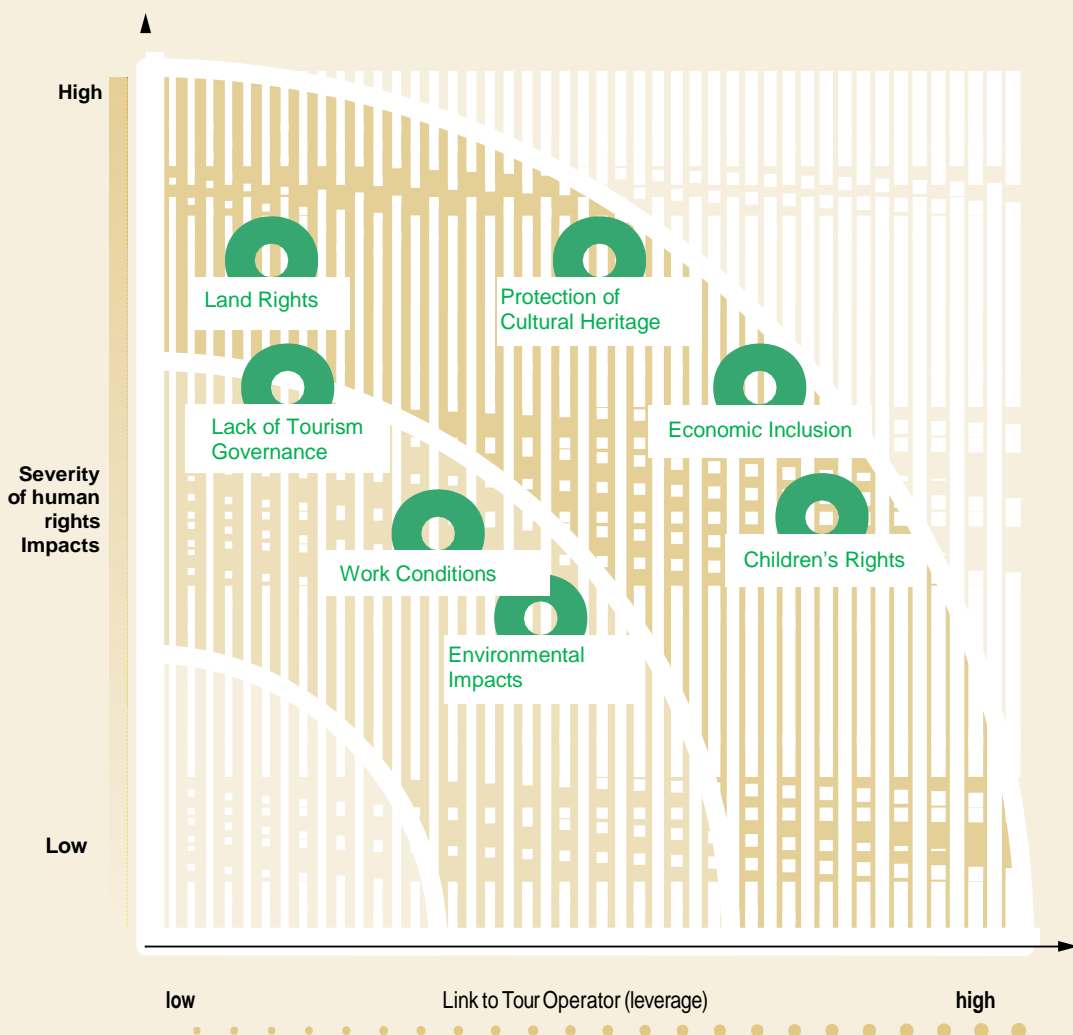 High
Land Rights
Protection of
Cultural Heritage
Lack of Tourism
Governance
Economic Inclusion
Severity
of human
rights
Impacts
Work Conditions
Children’s Rights
Environmental
Impacts
Low
low
Link to Tour Operator (leverage)
high